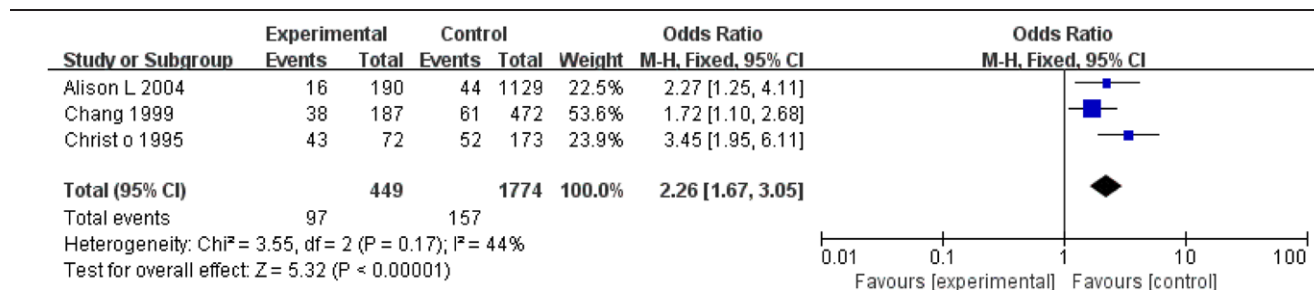 Experimental Control Odds Ratio Odds Ratio
Study or Subgroup Events Total Events Total Weight M-H, Fixed, 95% CI M-H, Fixed, 95% CI
Alison L 2004 16 190 44 1129 22.5% 2.27 [1.25, 4.11]
Chang 1999 38 187 61 472 53.6% 1.72 [1.10, 2.68]
Christ o 1995 43 72 52 173 23.9% 3.45 [1.95, 6.11]
Total (95% CI) 449 1774 100.0% 2.26 [1.67, 3.05]
Total events 97 157
Heterogeneity: Chi² = 3.55, df = 2 (P = 0.17); I² = 44%
Test for overall effect: Z = 5.32 (P < 0.00001)
0.01 0.1 1 10 100
Favours [experimental] Favours [control]